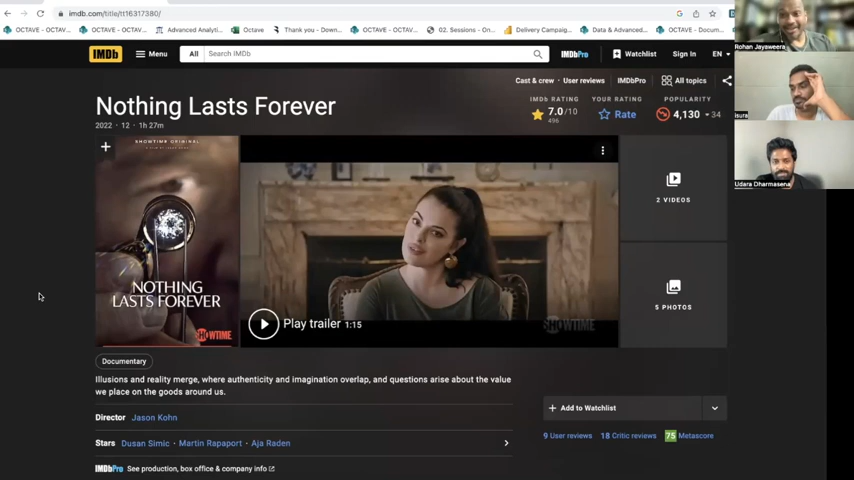 imdb.com/title/tt16317380/
OCTAVE - OCTAV... OCTAVE - OCTAV... Advanced Analyti... Octave Thank you - Down... OCTAVE - OCTAV... 02. Sessions - On... Delivery Campaig... Data & Advanced... OCTAVE - Docum...
IMDb Menu All Search IMDb IMDbPro Watchlist Sign In EN
Cast & crew · User reviews IMDbPro All topics
Nothing Lasts Forever
2022 · 12 · 1h 27m
IMDb RATING YOUR RATING POPULARITY
7.0/10 Rate 4,130 34
496
SHOWTIME ORIGINAL
NOTHING
LASTS FOREVER
SHOWTIME
Play trailer 1:15
SHOWTIME
2 VIDEOS
5 PHOTOS
Documentary
Illusions and reality merge, where authenticity and imagination overlap, and questions arise about the value
we place on the goods around us.
Director Jason Kohn
Stars Dusan Simic · Martin Rapaport · Aja Raden
IMDbPro See production, box office & company info
Add to Watchlist
9 User reviews 18 Critic reviews 75 Metascore
Rohan Jaysweera
Isura
Udara Dharmasena